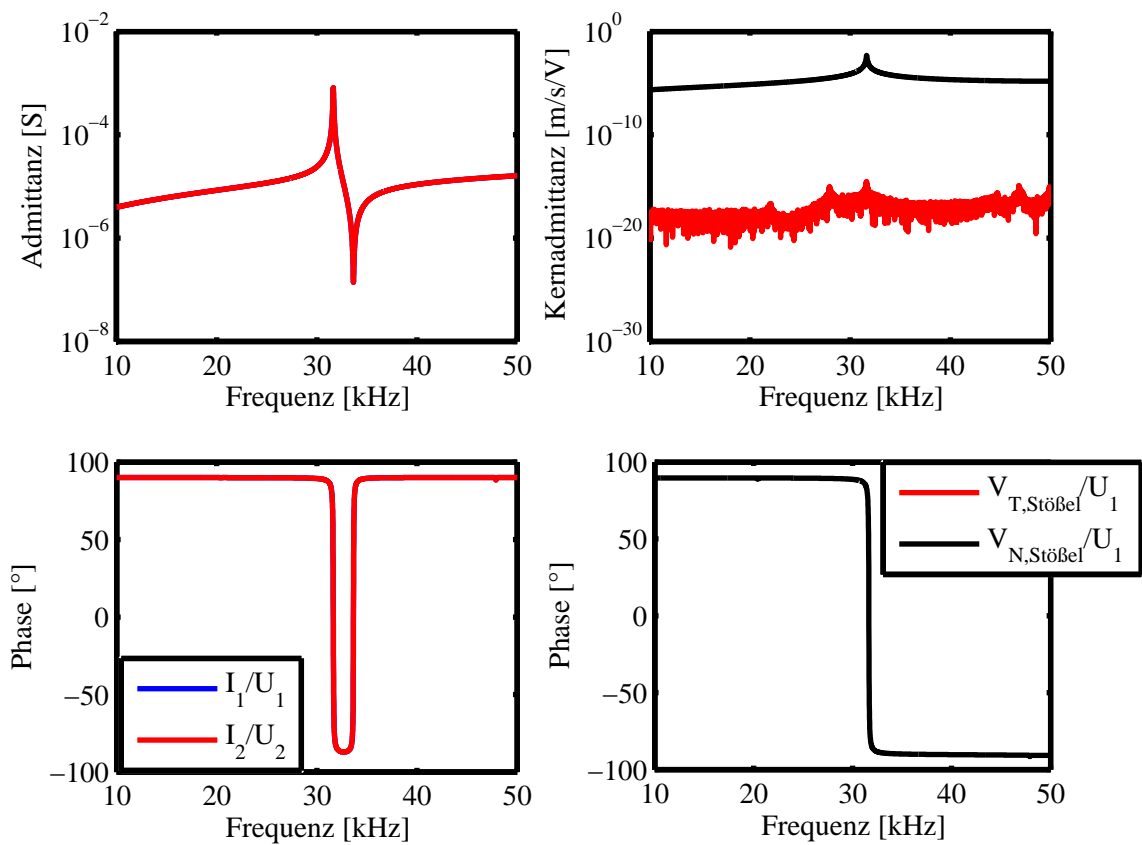 10^−2
10^−4
10^−6
10^−8
Admittanz [S]
10 20 30 40 50
Frequenz [kHz]
10^0
10^−10
10^−20
10^−30
Kernadmittanz [m/s/V]
10 20 30 40 50
Frequenz [kHz]
100
50
0
−50
−100
Phase [°]
I_1/U_1
I_2/U_2
10 20 30 40 50
Frequenz [kHz]
100
50
0
−50
−100
Phase [°]
V_T,Stößel/U_1
V_N,Stößel/U_1
10 20 30 40 50
Frequenz [kHz]